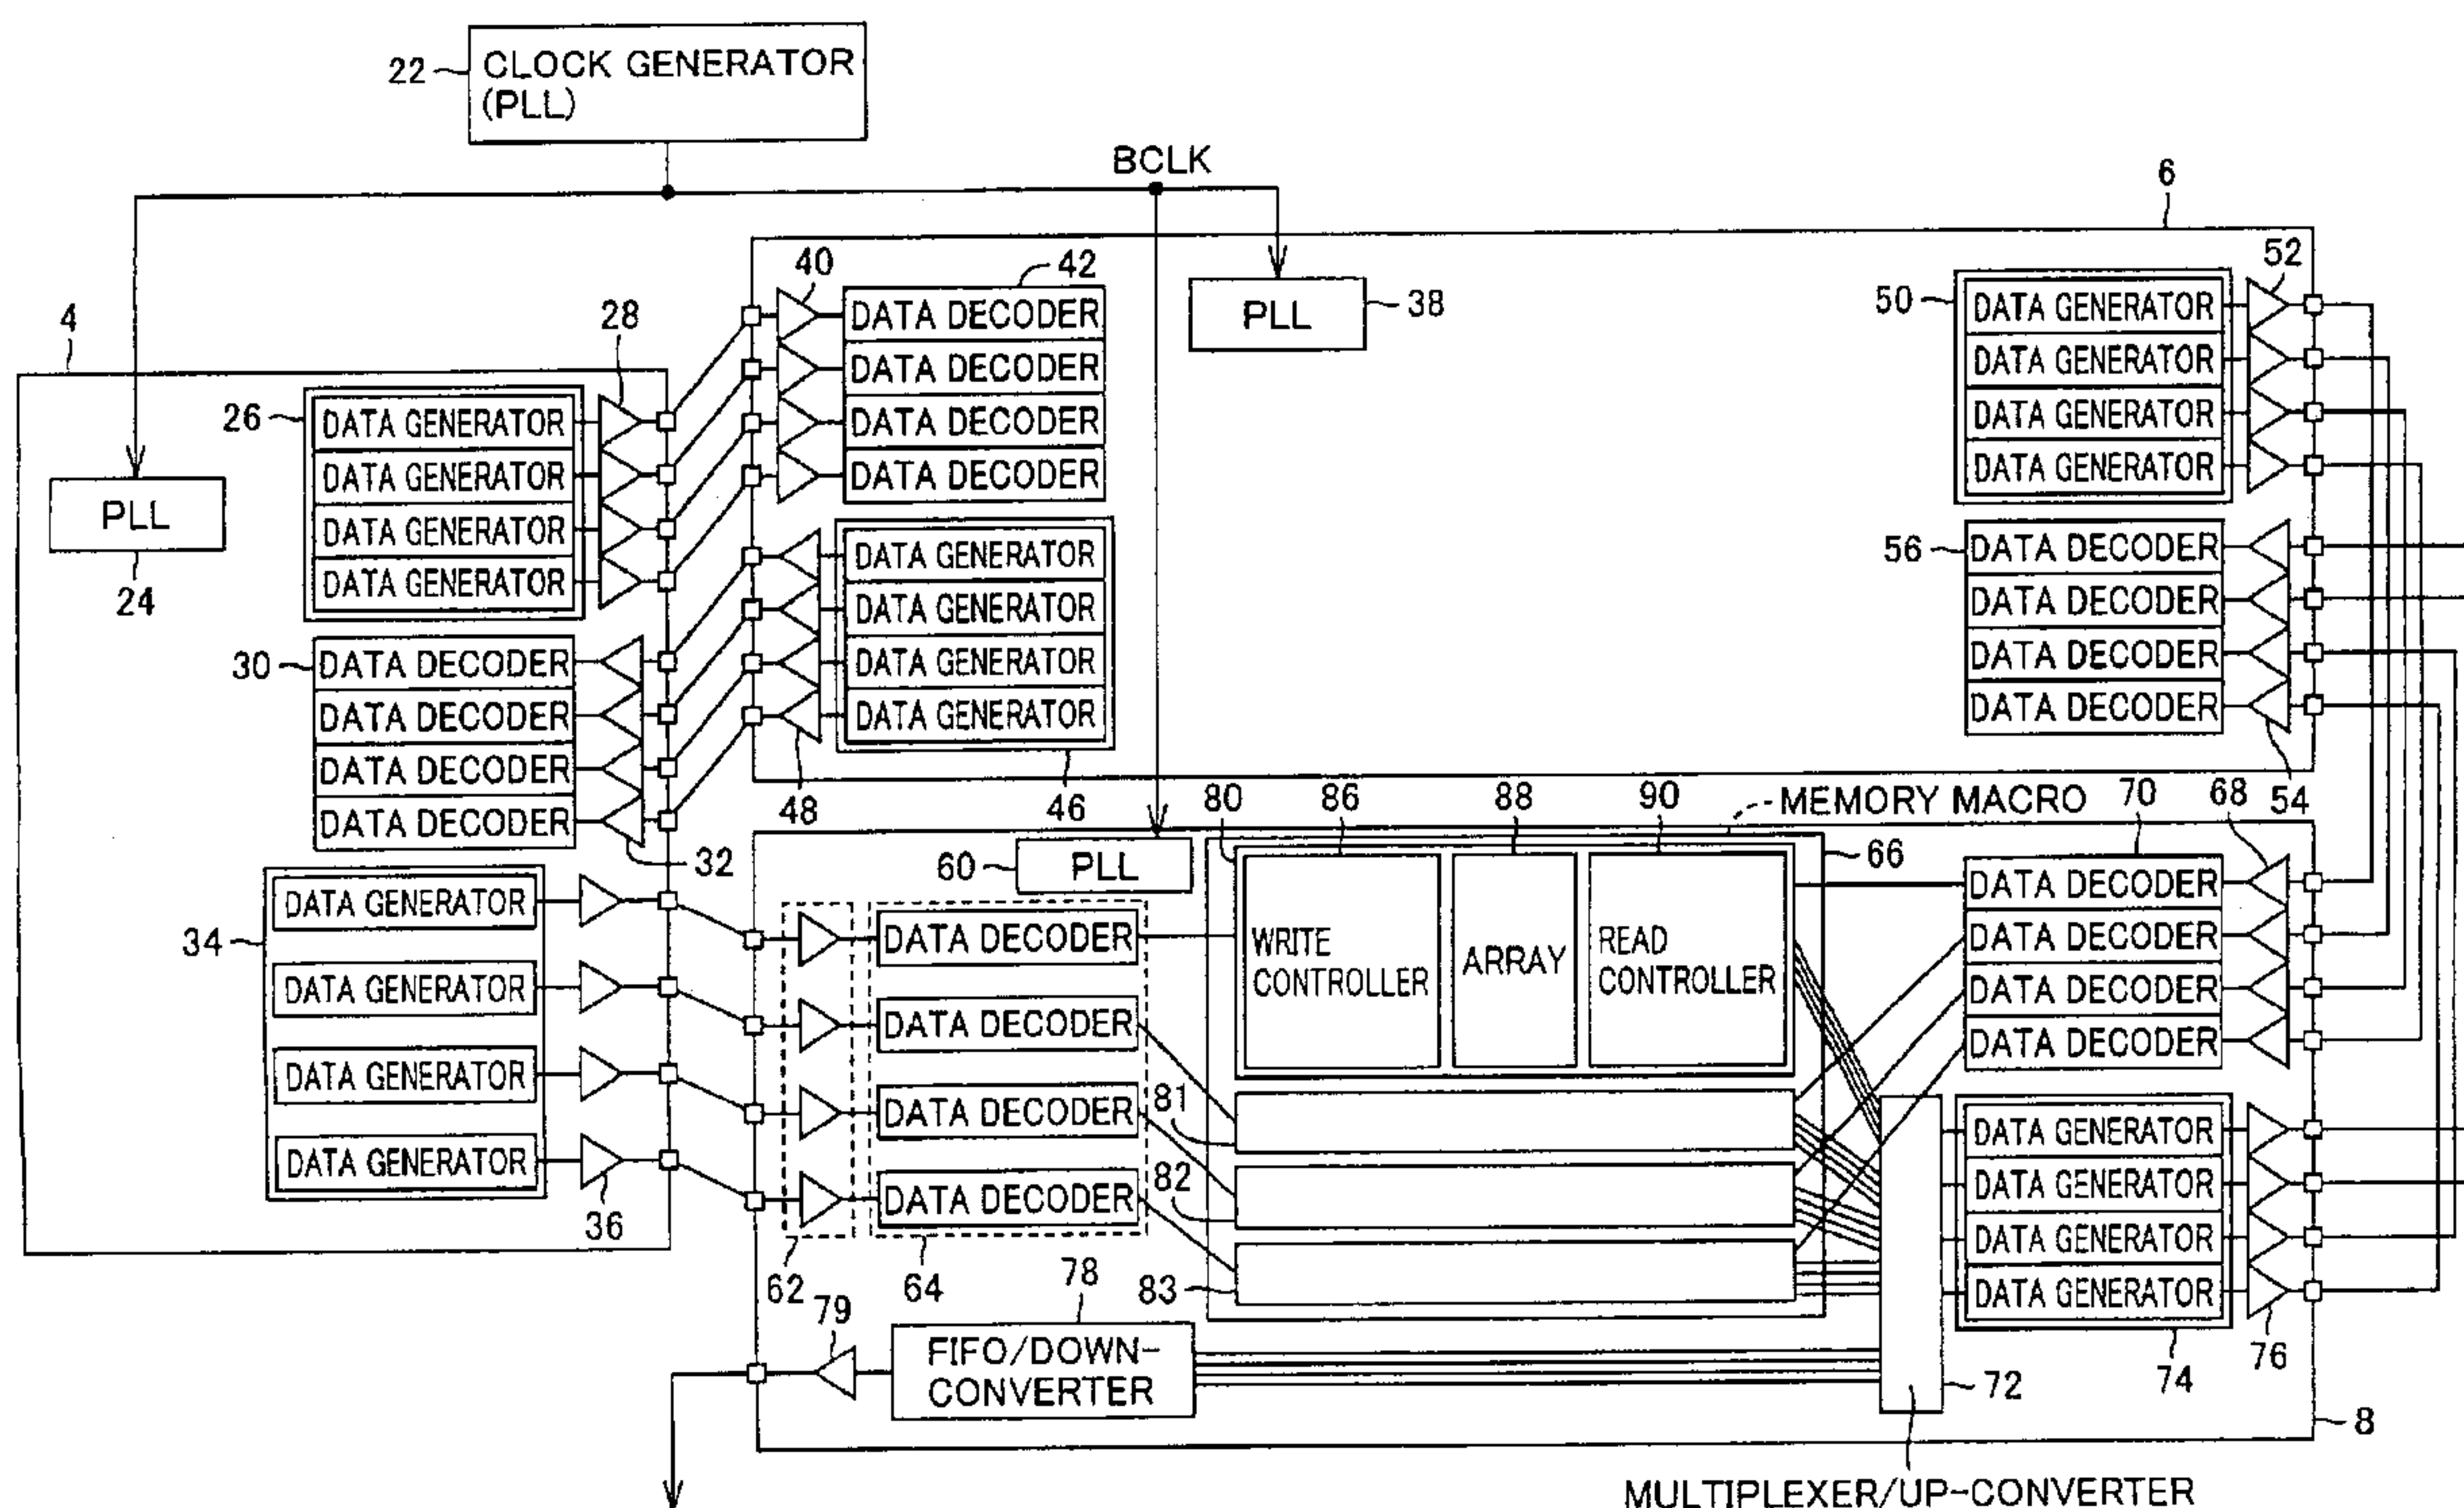 22 CLOCK GENERATOR
(PLL)
BCLK
6
4
28
40
42
PLL
38
50
52
DATA GENERATOR
DATA GENERATOR
DATA GENERATOR
DATA GENERATOR
DATA DECODER
DATA DECODER
DATA DECODER
DATA DECODER
26
DATA GENERATOR
DATA GENERATOR
DATA GENERATOR
DATA GENERATOR
PLL
24
DATA GENERATOR
DATA GENERATOR
DATA GENERATOR
DATA GENERATOR
48
46
56
DATA DECODER
DATA DECODER
DATA DECODER
DATA DECODER
54
30
DATA DECODER
DATA DECODER
DATA DECODER
DATA DECODER
32
34
DATA GENERATOR
DATA GENERATOR
DATA GENERATOR
DATA GENERATOR
36
80
86
88
90
MEMORY MACRO
70
68
60
PLL
66
WRITE
CONTROLLER
ARRAY
READ
CONTROLLER
DATA DECODER
DATA DECODER
DATA DECODER
DATA DECODER
62
64
81
82
83
DATA DECODER
DATA DECODER
DATA DECODER
DATA DECODER
DATA GENERATOR
DATA GENERATOR
DATA GENERATOR
DATA GENERATOR
79
78
FIFO/DOWN-
CONVERTER
72
74
76
8
MULTIPLEXER/UP-CONVERTER